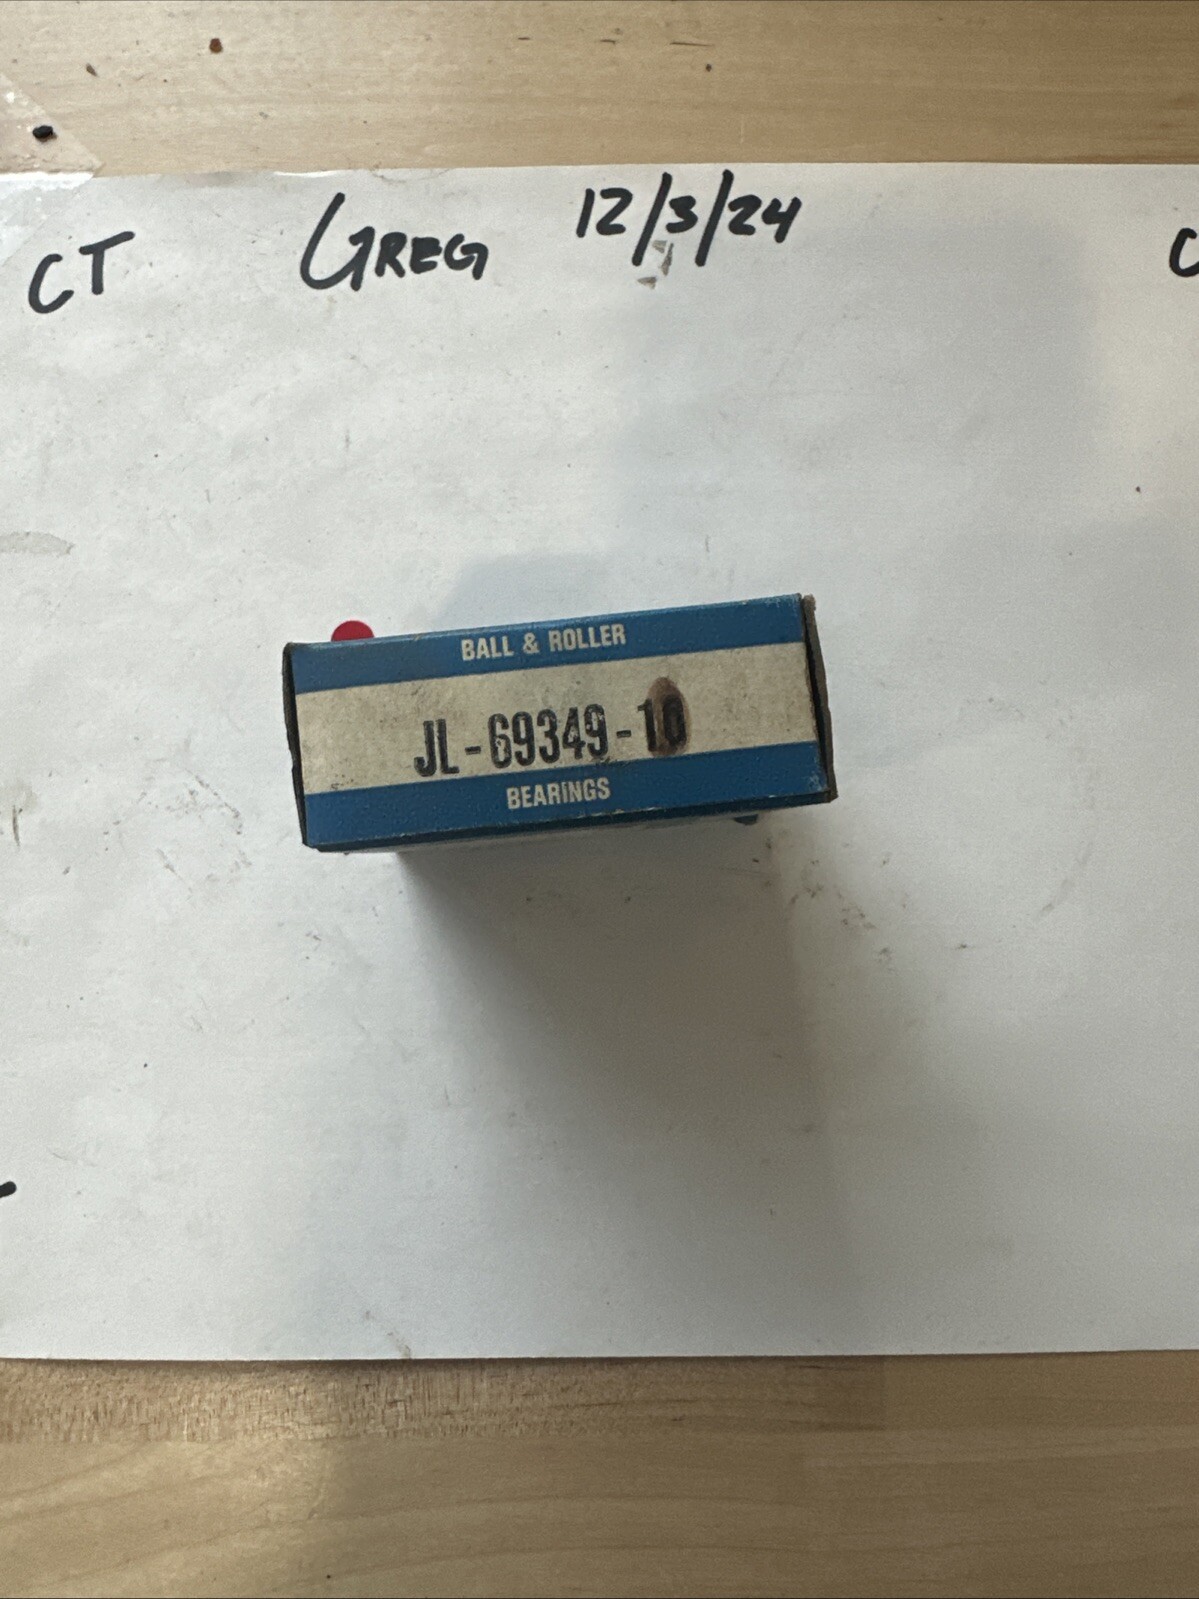 CT GREG 12/3/24 C
BALL & ROLLER
JL-69349-10
BEARINGS